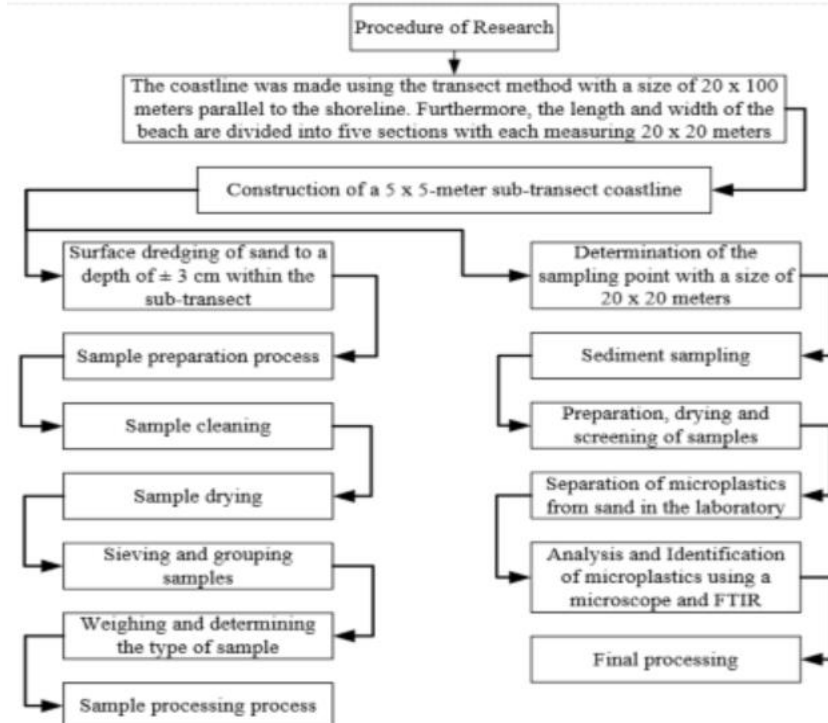 Procedure of Research
The coastline was made using the transect method with a size of 20 x 100
meters parallel to the shoreline. Furthermore, the length and width of the
beach are divided into five sections with each measuring 20 x 20 meters
Construction of a 5 x 5-meter sub-transect coastline
Surface dredging of sand to a
depth of ± 3 cm within the
sub-transect
Sample preparation process
Sample cleaning
Sample drying
Sieving and grouping
samples
Weighing and determining
the type of sample
Sample processing process
Determination of the
sampling point with a size of
20 x 20 meters
Sediment sampling
Preparation, drying and
screening of samples
Separation of microplastics
from sand in the laboratory
Analysis and Identification
of microplastics using a
microscope and FTIR
Final processing